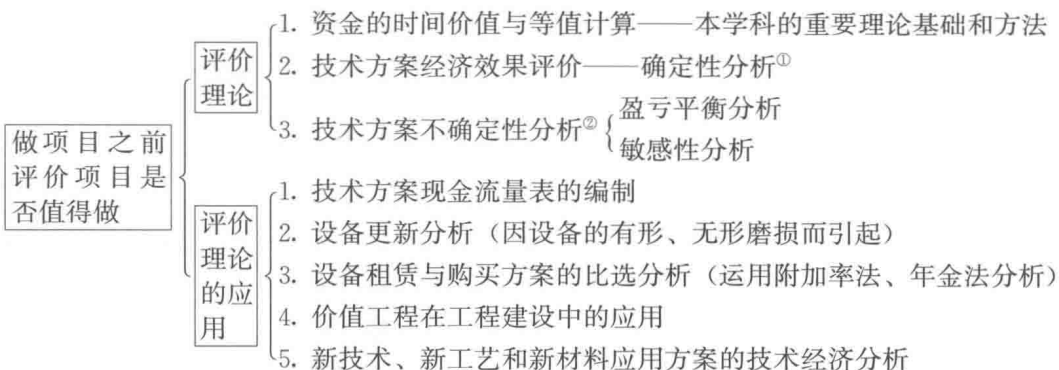 做项目之前
评价项目是
否值得做
评价
理论
1. 资金的时间价值与等值计算——本学科的重要理论基础和方法
2. 技术方案经济效果评价——确定性分析①
3. 技术方案不确定性分析②
盈亏平衡分析
敏感性分析
评价
理论
的应
用
1. 技术方案现金流量表的编制
2. 设备更新分析（因设备的有形、无形磨损而引起）
3. 设备租赁与购买方案的比选分析（运用附加率法、年金法分析）
4. 价值工程在工程建设中的应用
5. 新技术、新工艺和新材料应用方案的技术经济分析